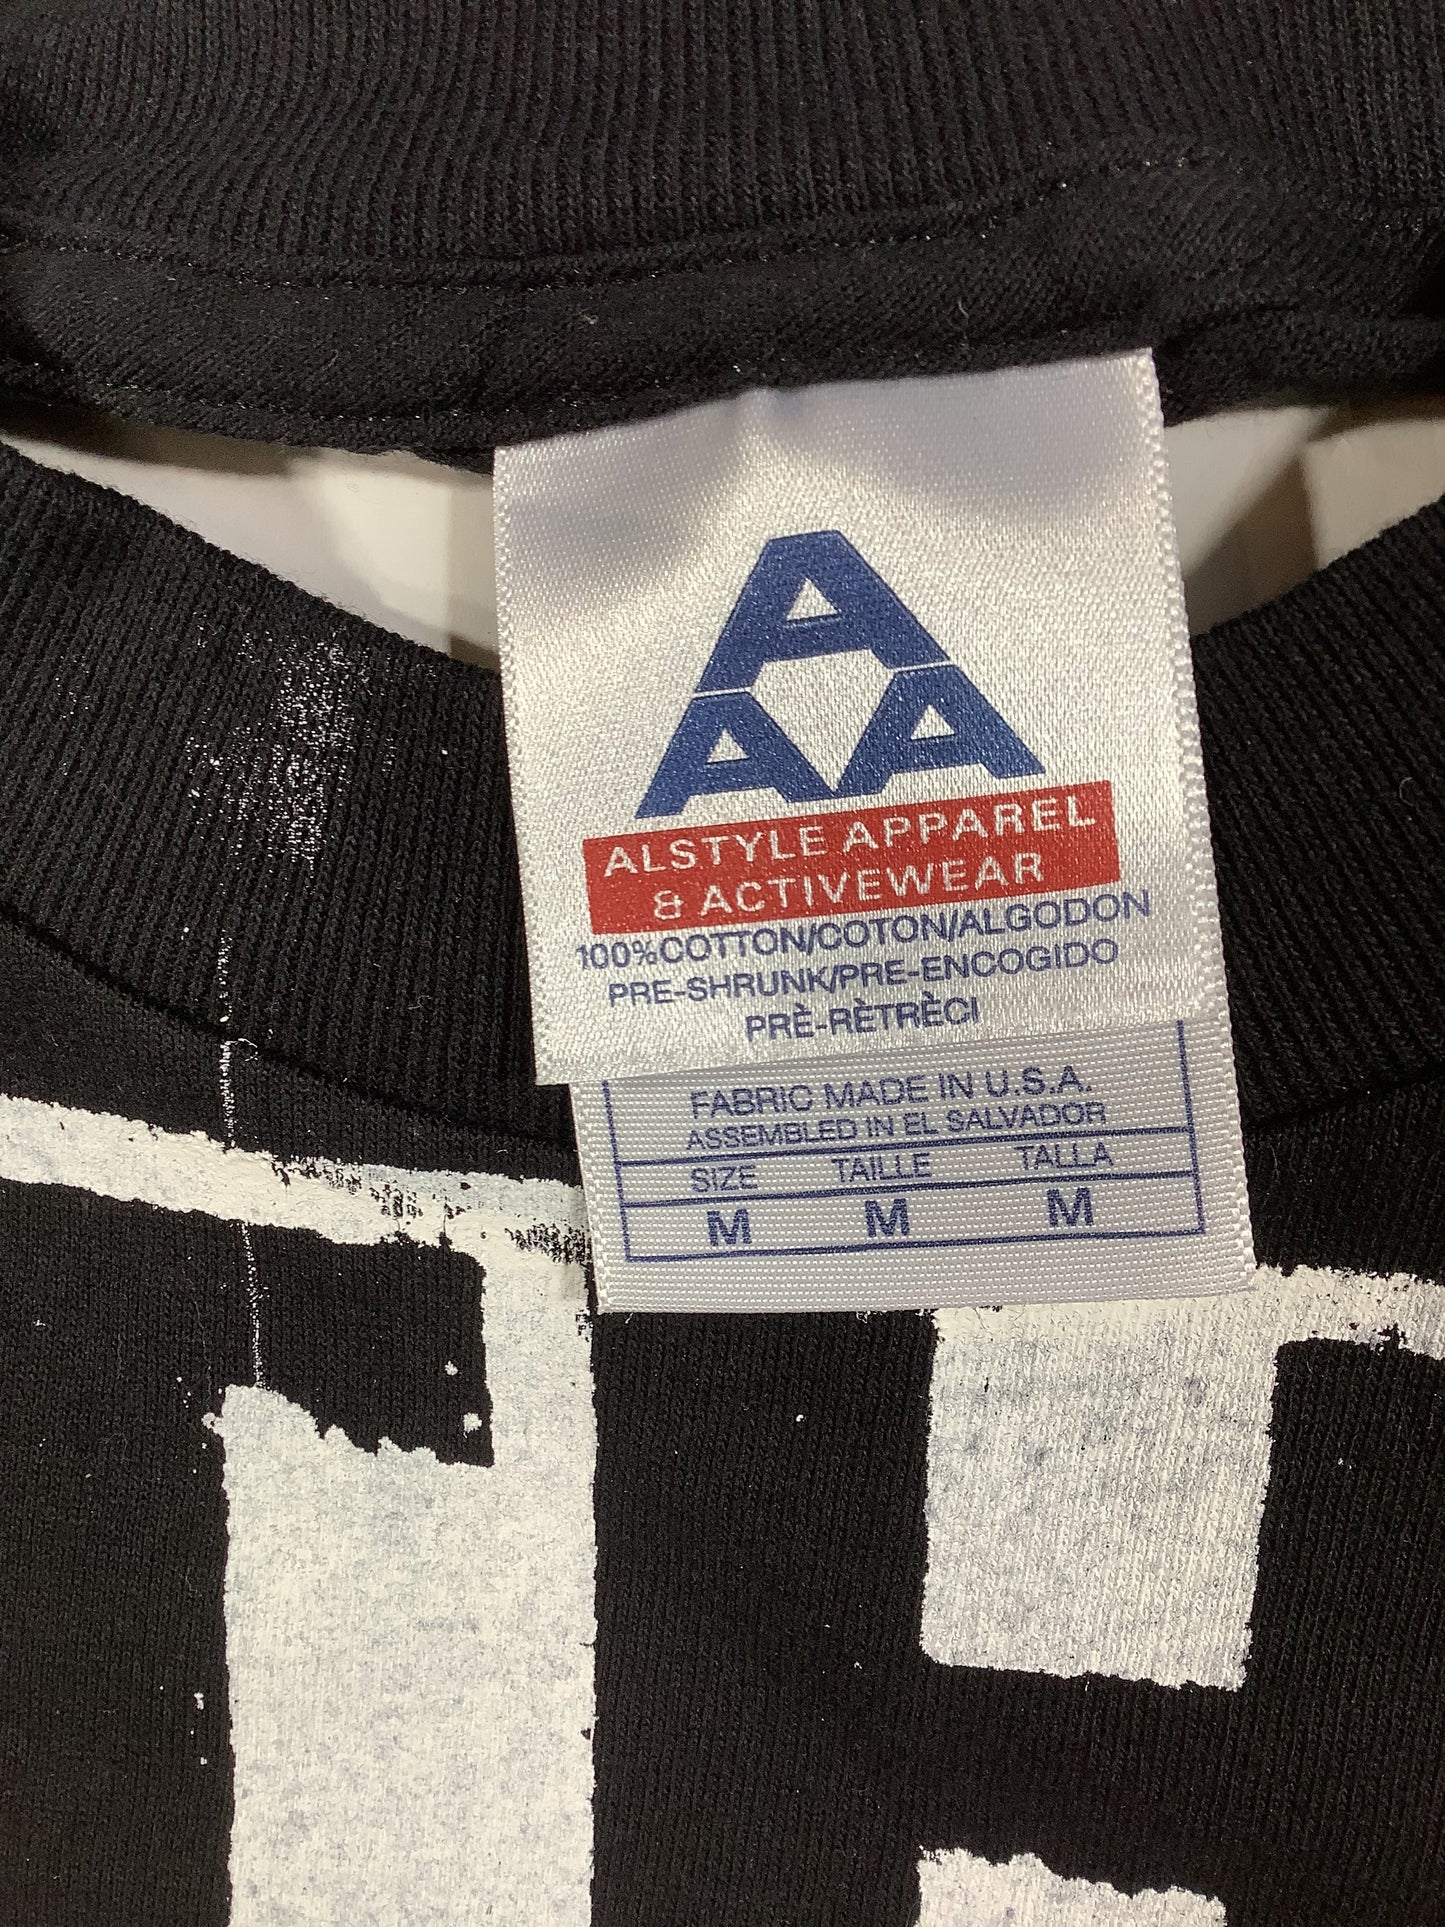 A
A A
ALSTYLE APPAREL
& ACTIVEWEAR
100%COTTON/COTON/ALGODON
PRE-SHRUNK/PRE-ENCOGIDO
PRÈ-RÈTRÈCI
FABRIC MADE IN U.S.A.
ASSEMBLED IN EL SALVADOR
SIZE TAILLE TALLA
M M M